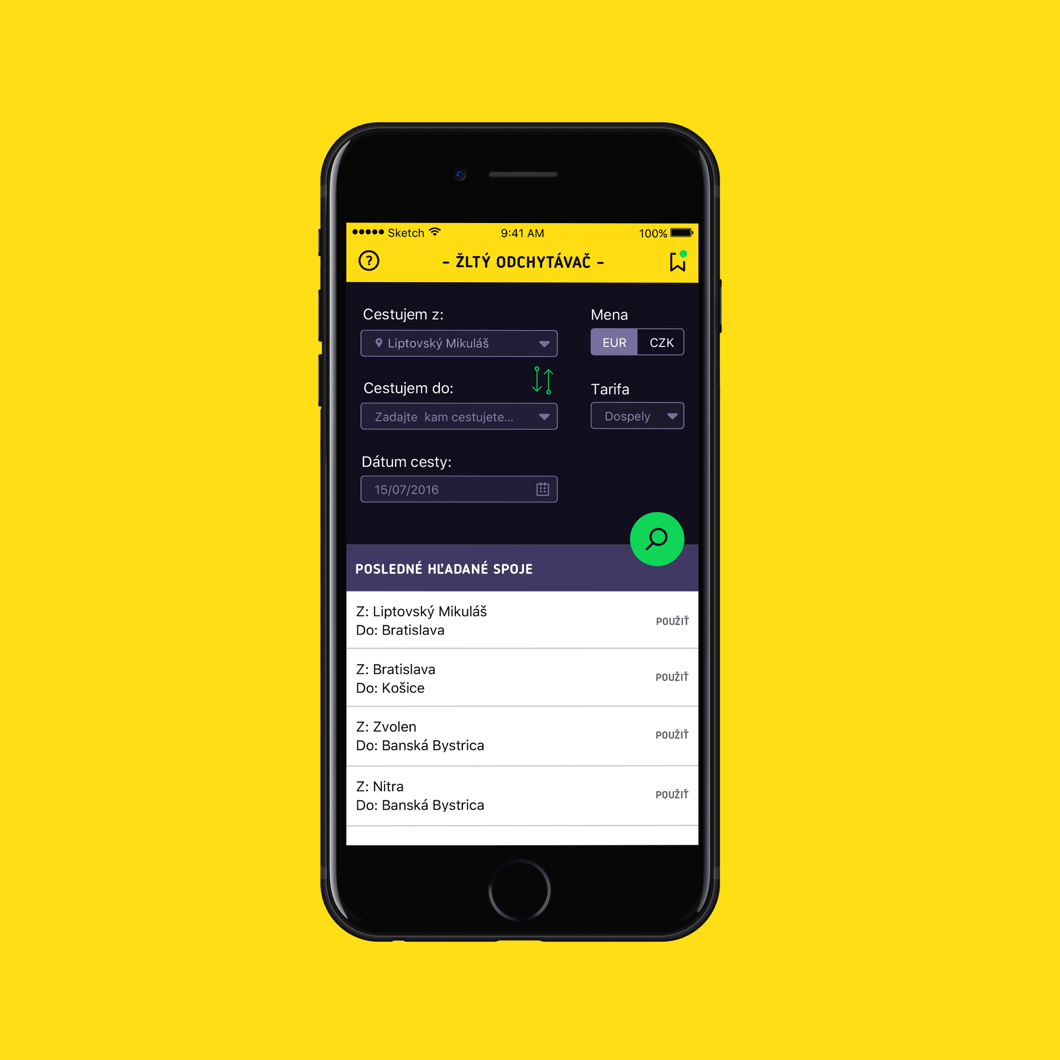 Sketch 9:41 AM 100%
? – ŽLTÝ ODCHYTÁVAČ –
Cestujem z:
Liptovský Mikuláš
Mena
EUR CZK
Cestujem do:
Zadajte kam cestujete...
Tarifa
Dospely
Dátum cesty:
15/07/2016
POSLEDNÉ HĽADANÉ SPOJE
Z: Liptovský Mikuláš
Do: Bratislava
POUŽIŤ
Z: Bratislava
Do: Košice
POUŽIŤ
Z: Zvolen
Do: Banská Bystrica
POUŽIŤ
Z: Nitra
Do: Banská Bystrica
POUŽIŤ